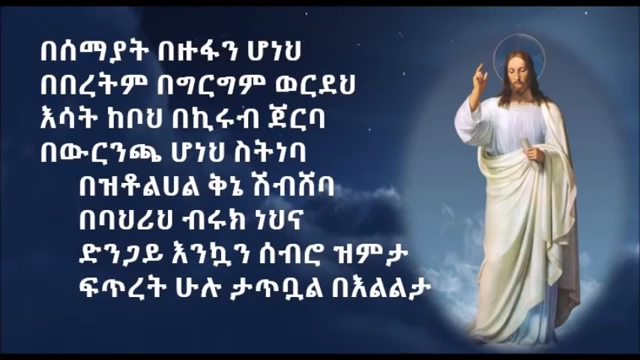 በሰማያት በዙፋን ሆነህ
በበረትም በግርግም ወርደህ
እሳት ከቦህ በኪሩብ ጀርባ
በውርንጫ ሆነህ ስትነባ
በዝቶልሀል ቅኔ ሽብሸባ
በባህሪህ ብሩክ ነህና
ድንጋይ እንኳን ሰብሮ ዝምታ
ፍጥረት ሁሉ ታጥቧል በእልልታ